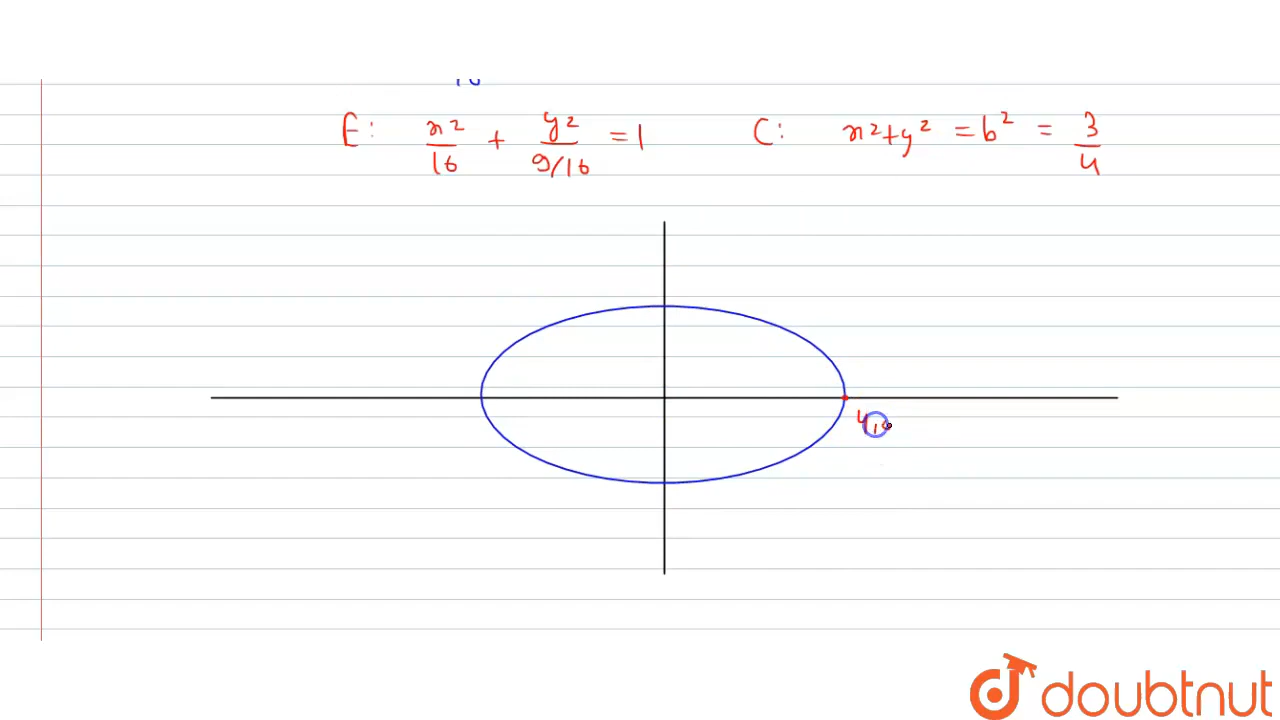 E: x²/16 + y²/9/16 = 1 C: x²+y² = b² = 3/4
4,0
doubtnut